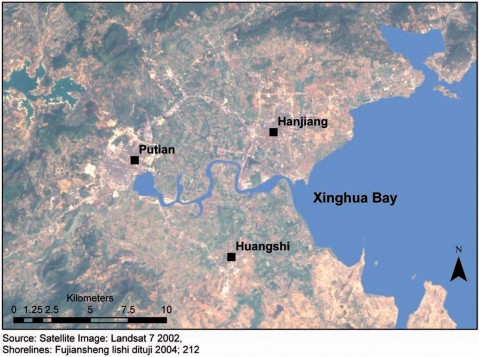 Hanjiang
Putian
Xinghua Bay
Huangshi
N
Kilometers
0 1.25 2.5 5 7.5 10
Source: Satellite Image: Landsat 7 2002,
Shorelines: Fujiansheng lishi dituji 2004; 212